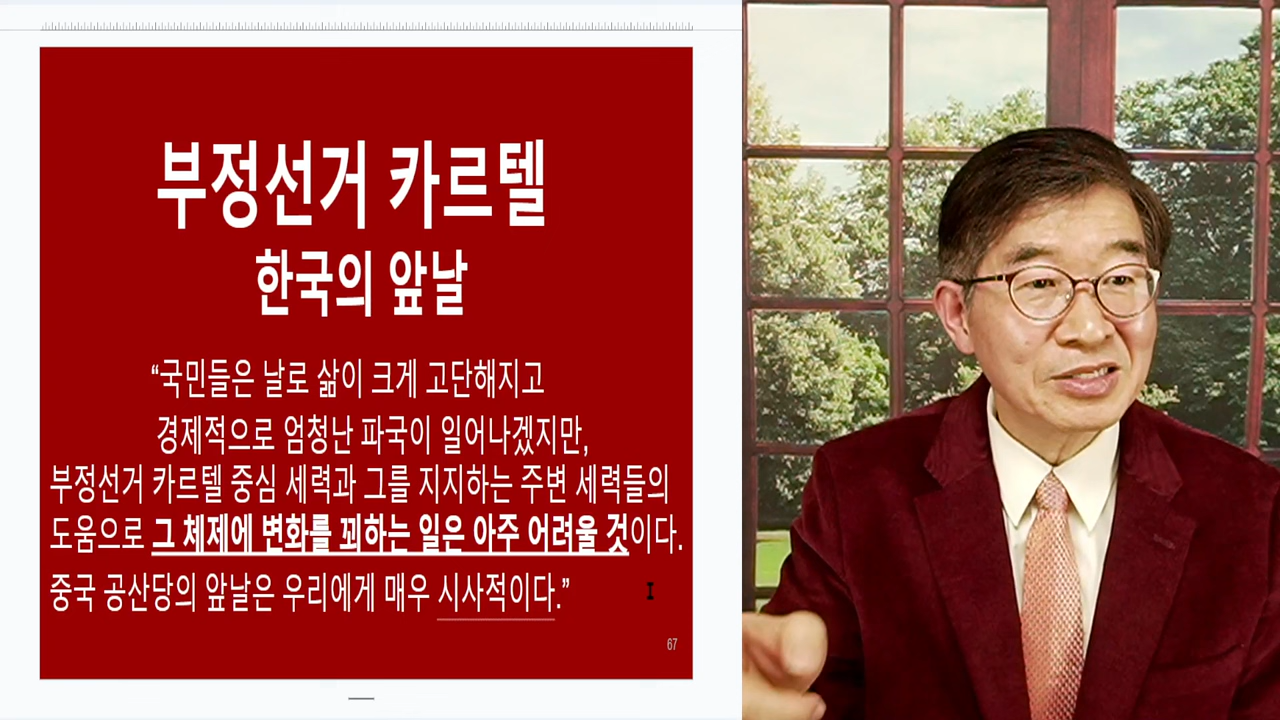 부정선거 카르텔
한국의 앞날
“국민들은 날로 삶이 크게 고단해지고
경제적으로 엄청난 파국이 일어나겠지만,
부정선거 카르텔 중심 세력과 그를 지지하는 주변 세력들의
도움으로 그 체제에 변화를 꾀하는 일은 아주 어려울 것이다.
중국 공산당의 앞날은 우리에게 매우 시사적이다.”
67